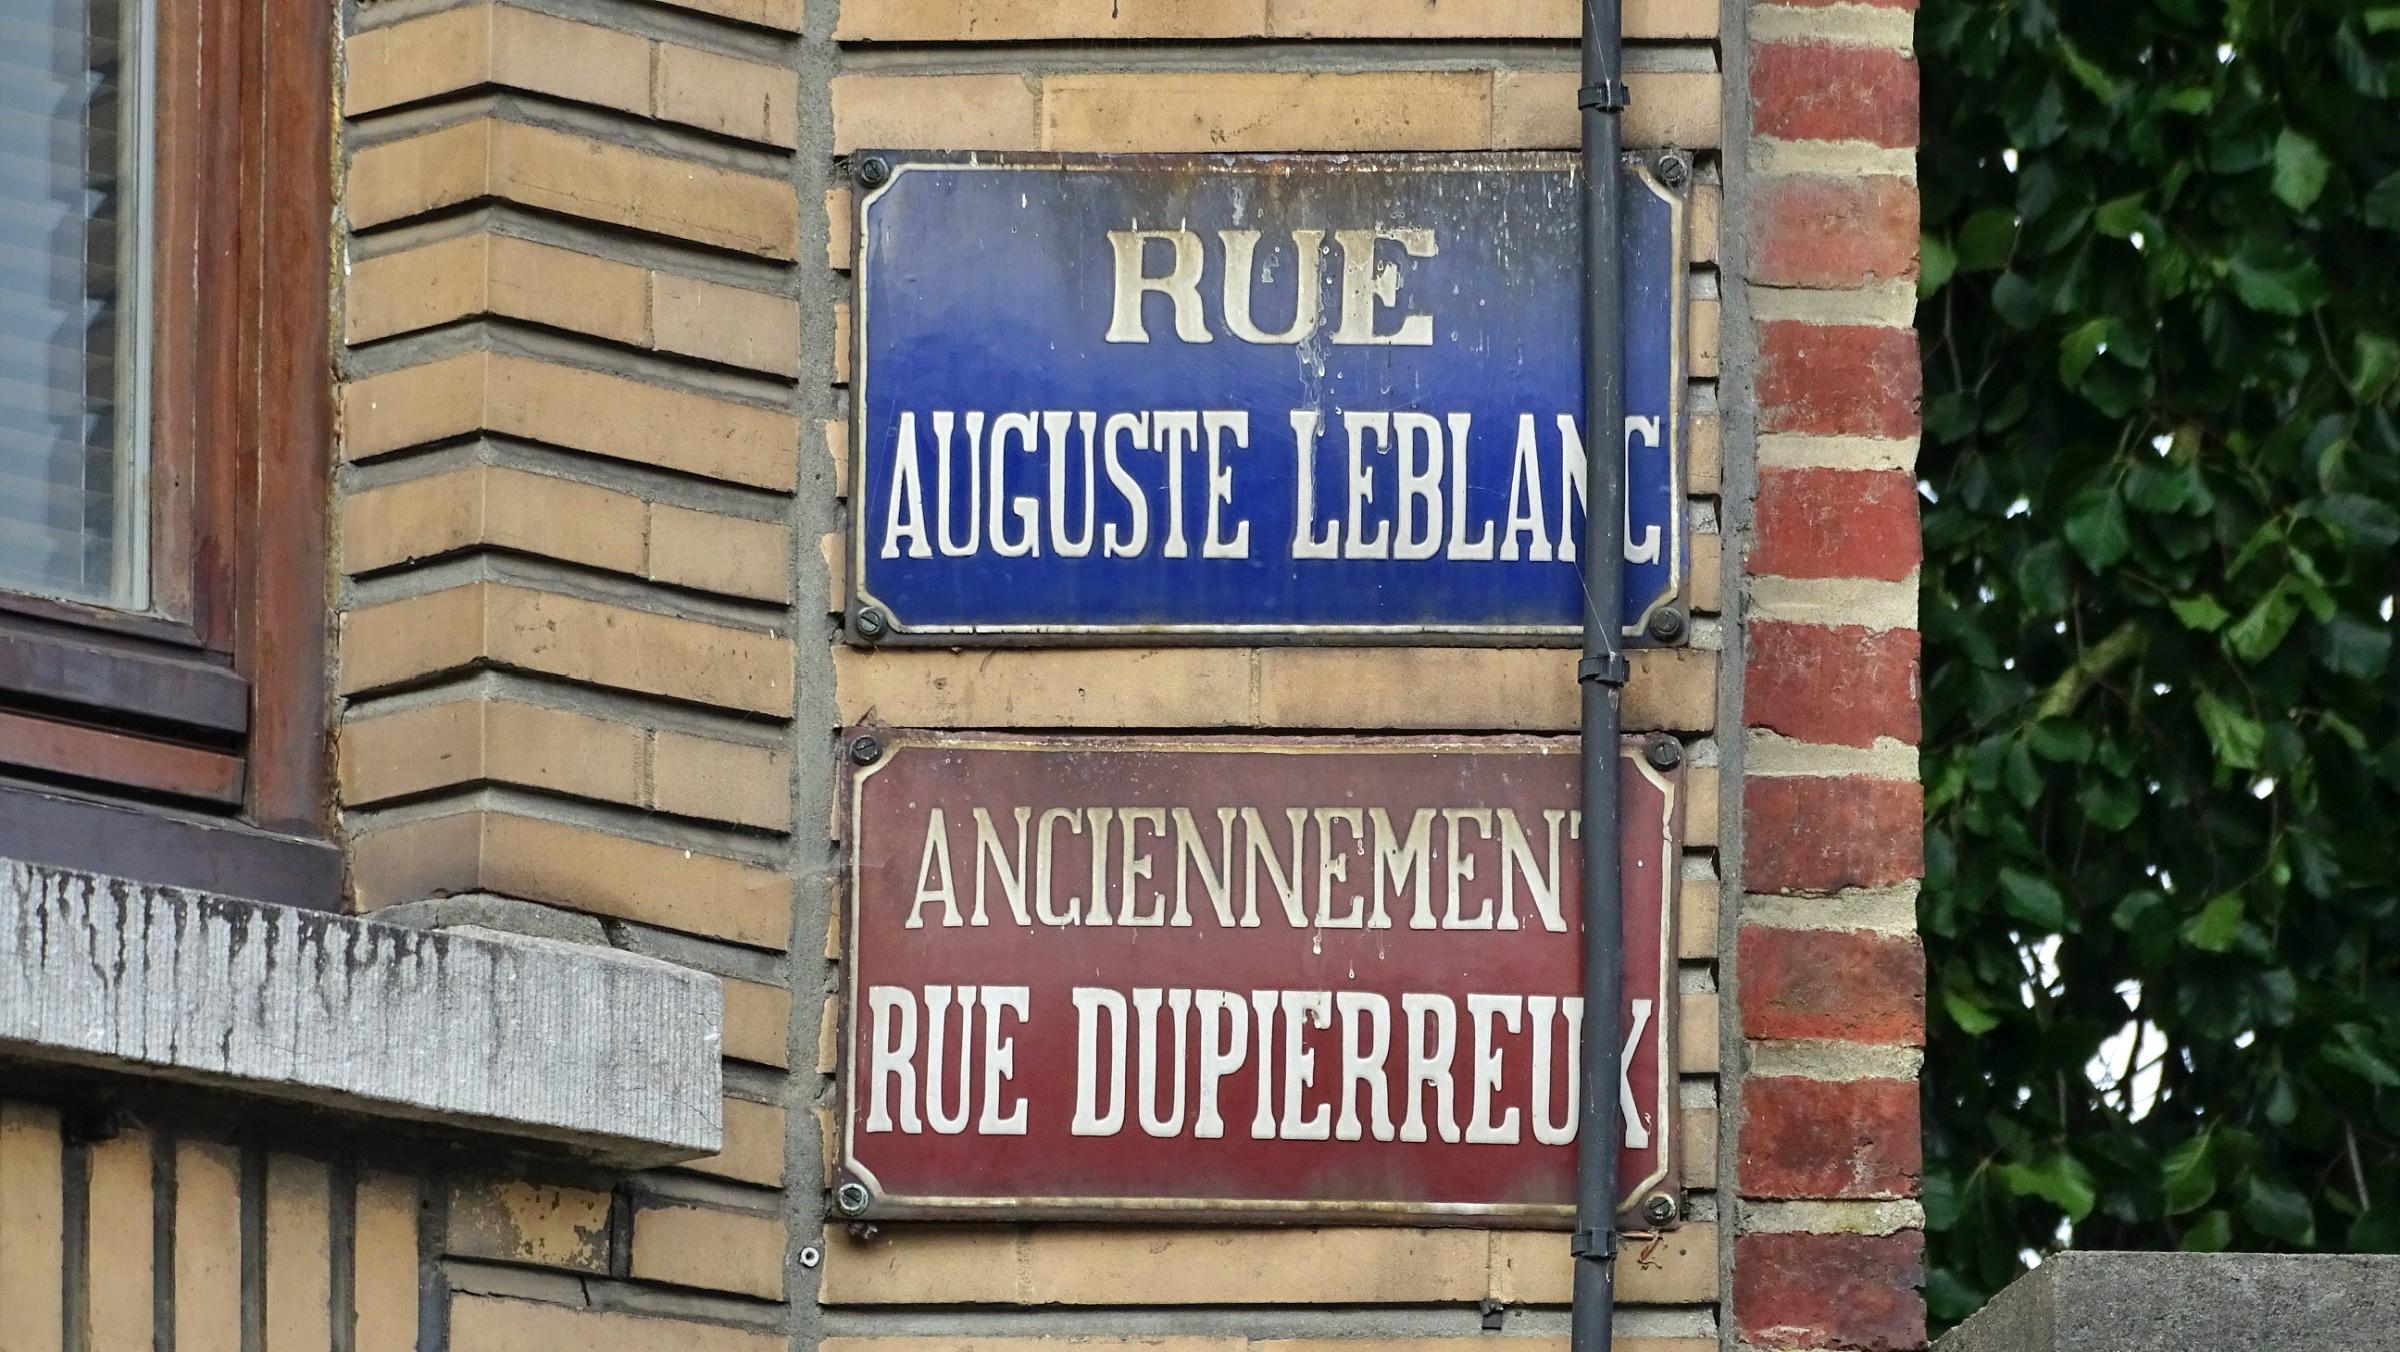 RUE
AUGUSTE LEBLANC
ANCIENNEMENT
RUE DUPIERREUX